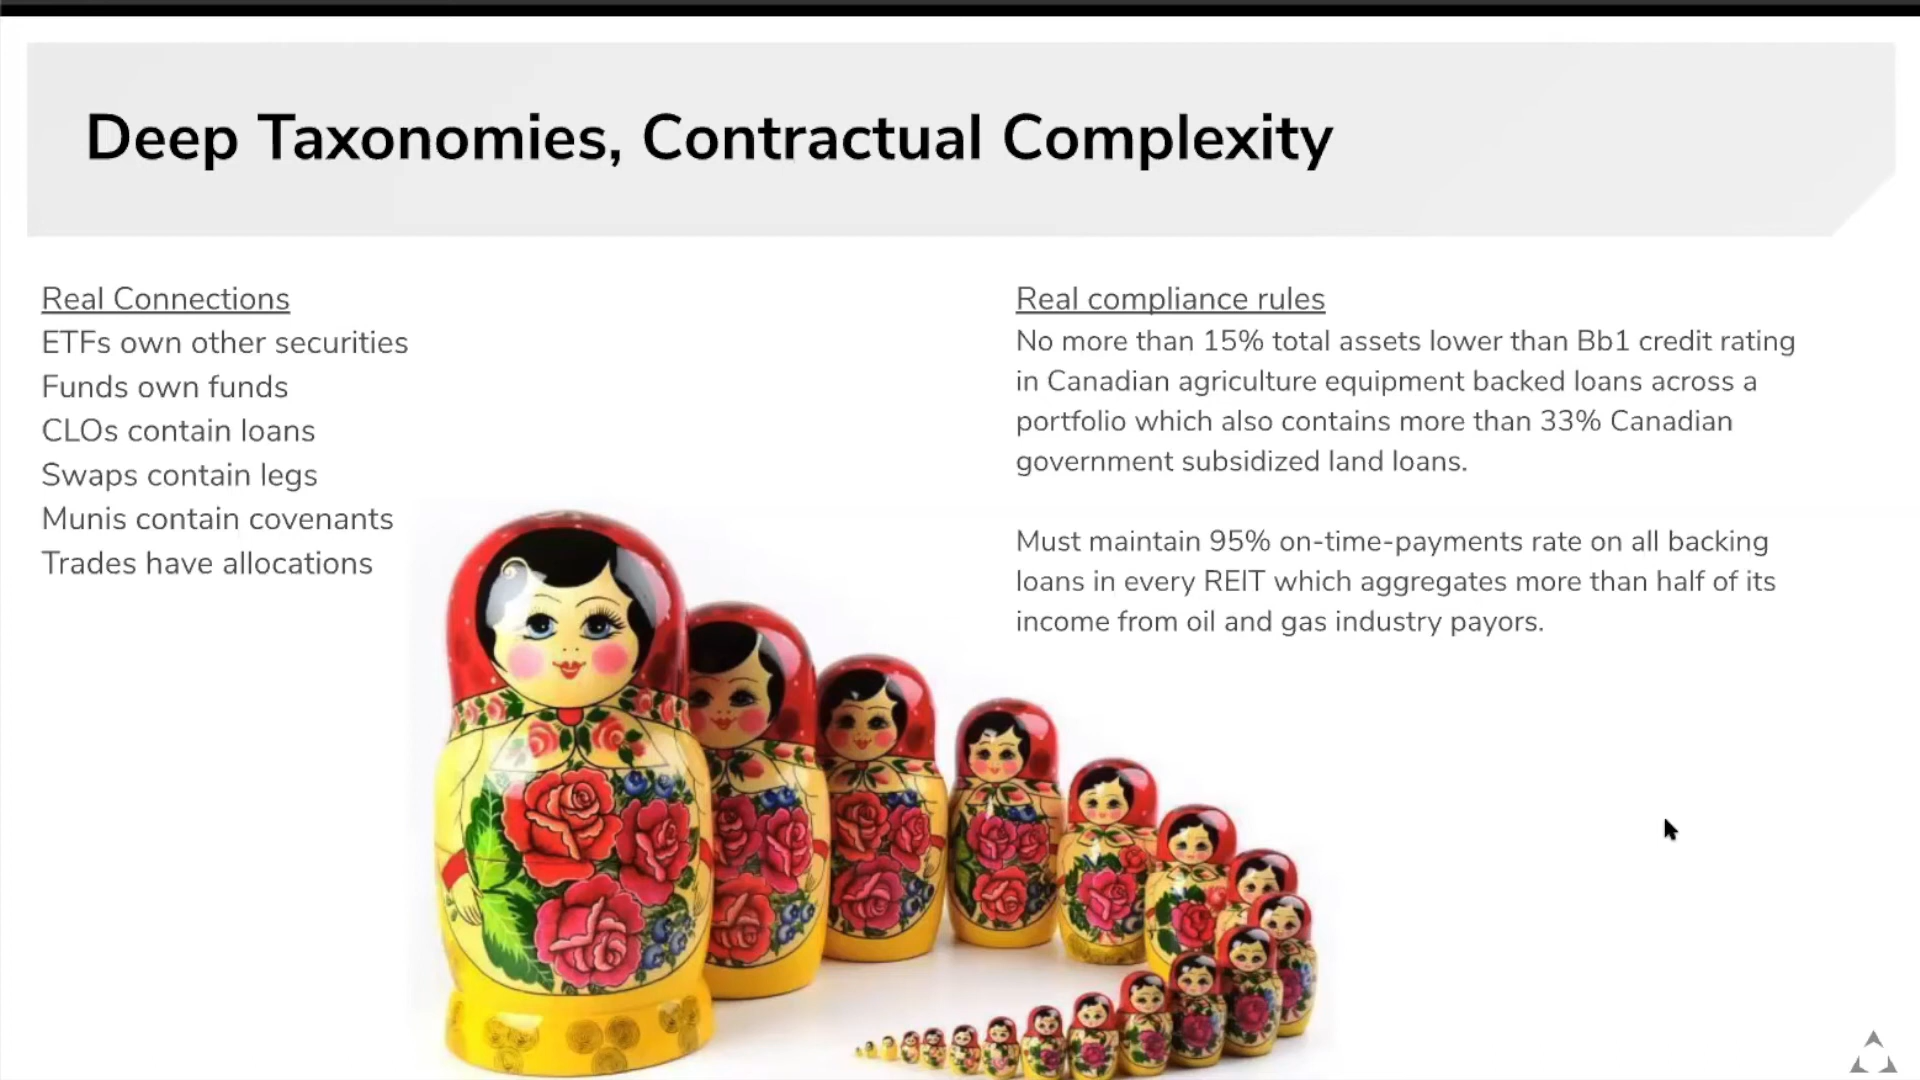 Deep Taxonomies, Contractual Complexity
Real Connections
ETFs own other securities
Funds own funds
CLOs contain loans
Swaps contain legs
Munis contain covenants
Trades have allocations
Real compliance rules
No more than 15% total assets lower than Bb1 credit rating
in Canadian agriculture equipment backed loans across a
portfolio which also contains more than 33% Canadian
government subsidized land loans.
Must maintain 95% on-time-payments rate on all backing
loans in every REIT which aggregates more than half of its
income from oil and gas industry payors.